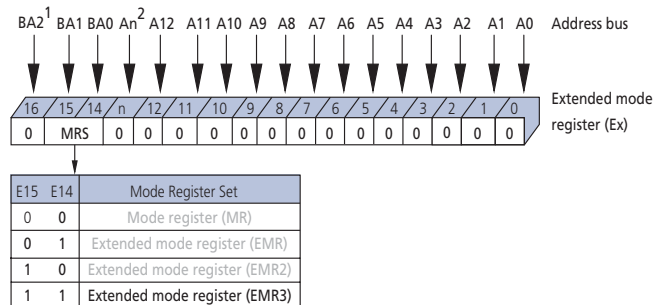 BA2¹ BA1 BA0 An² A12 A11 A10 A9 A8 A7 A6 A5 A4 A3 A2 A1 A0 Address bus
16 15 14 n 12 11 10 9 8 7 6 5 4 3 2 1 0 Extended mode
register (Ex)
0 MRS 0 0 0 0 0 0 0 0 0 0 0 0 0 0
E15 E14 Mode Register Set
0 0 Mode register (MR)
0 1 Extended mode register (EMR)
1 0 Extended mode register (EMR2)
1 1 Extended mode register (EMR3)